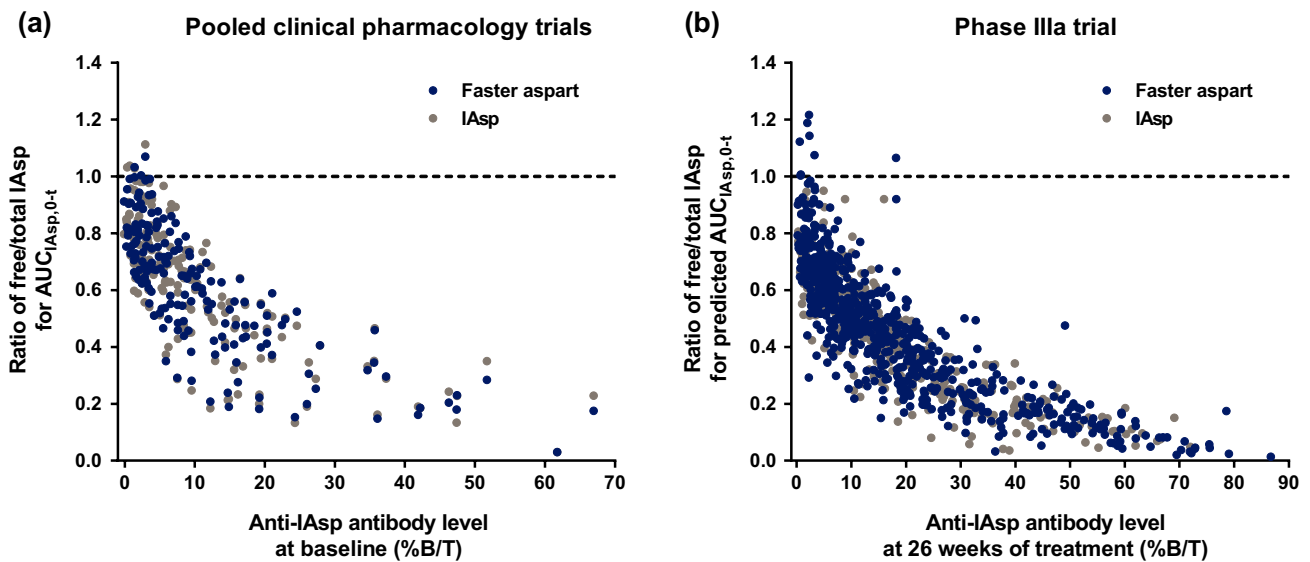 (a)
Pooled clinical pharmacology trials
Faster aspart
IAsp
Ratio of free/total IAsp
for AUC_IAsp,0-t
1.4
1.2
1.0
0.8
0.6
0.4
0.2
0.0
0 10 20 30 40 50 60 70
Anti-IAsp antibody level
at baseline (%B/T)
(b)
Phase IIIa trial
Faster aspart
IAsp
Ratio of free/total IAsp
for predicted AUC_IAsp,0-t
1.4
1.2
1.0
0.8
0.6
0.4
0.2
0.0
0 10 20 30 40 50 60 70 80 90
Anti-IAsp antibody level
at 26 weeks of treatment (%B/T)